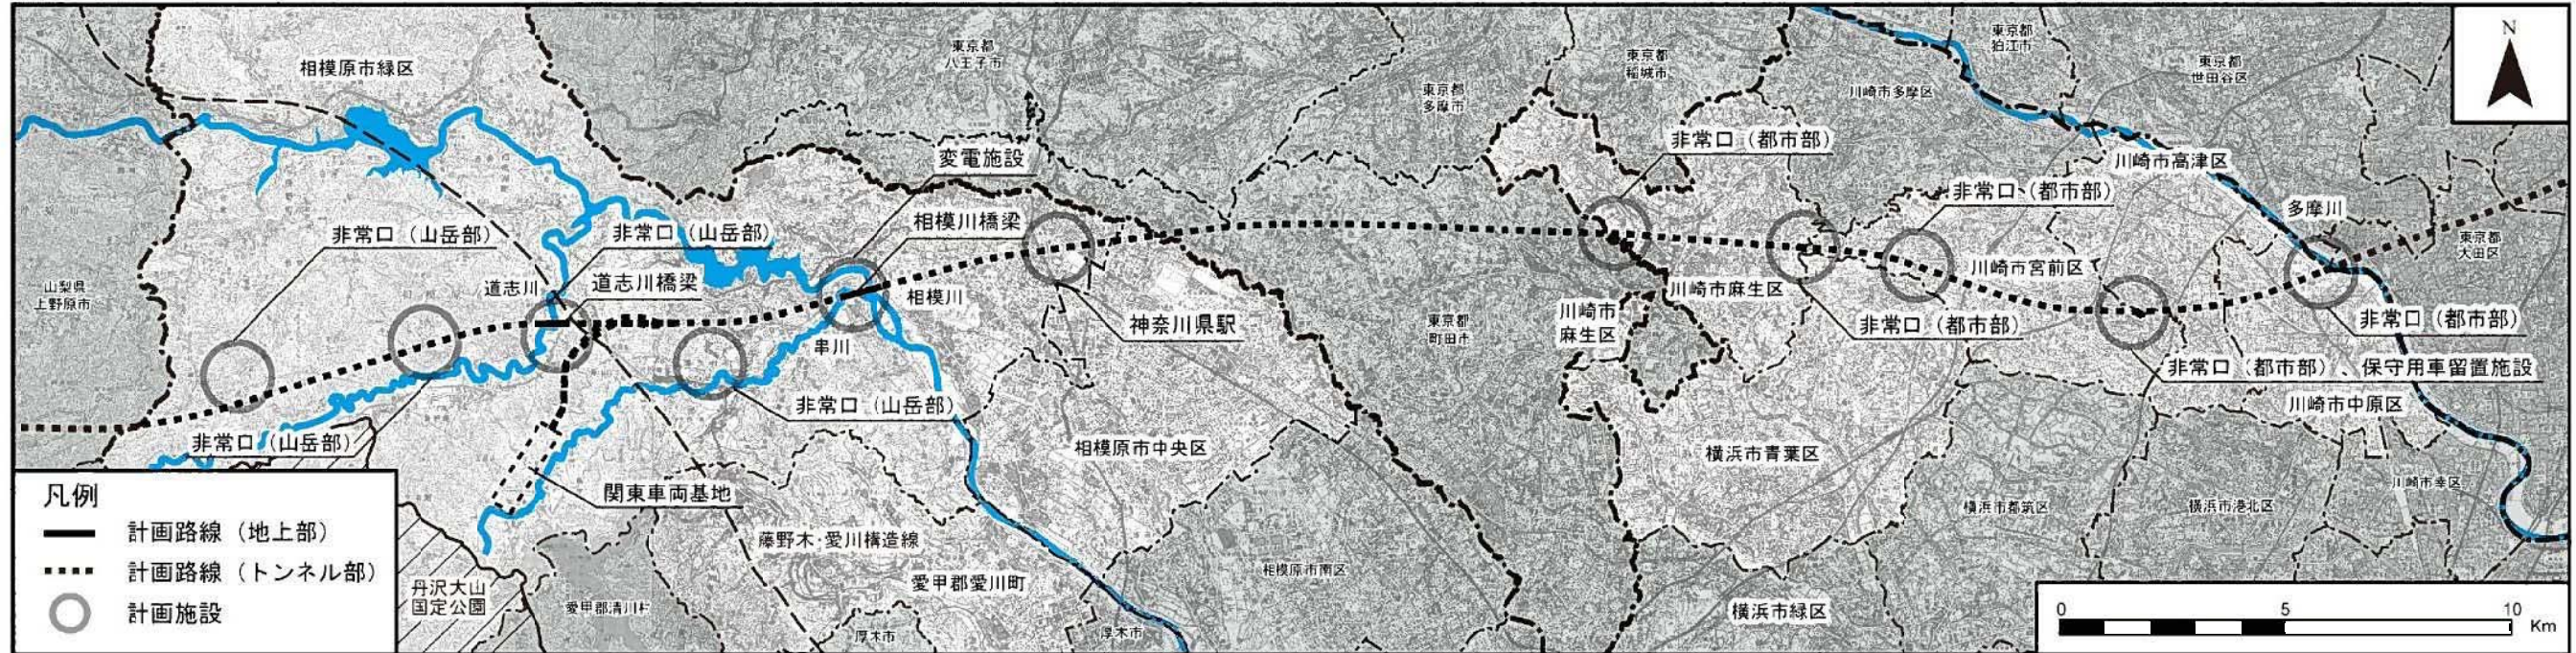 相模原市緑区
東京都
八王子市
東京都
多摩市
東京都
稲城市
川崎市多摩区
東京都
狛江市
東京都
世田谷区
N
変電施設
非常口（都市部）
川崎市高津区
非常口（山岳部）
非常口（山岳部）
相模川橋梁
非常口（都市部）
多摩川
東京都
大田区
山梨県
上野原市
道志川
道志川橋梁
相模川
神奈川県駅
川崎市麻生区
川崎市宮前区
串川
東京都
町田市
川崎市
麻生区
非常口（都市部）
非常口（都市部）
非常口（都市部）、保守用車留置施設
非常口（山岳部）
非常口（山岳部）
川崎市中原区
相模原市中央区
横浜市青葉区
関東車両基地
川崎市幸区
横浜市都筑区
横浜市港北区
藤野木・愛川構造線
相模原市南区
愛甲郡愛川町
丹沢大山
国定公園
愛甲郡清川村
厚木市
厚木市
横浜市緑区
凡例
計画路線（地上部）
計画路線（トンネル部）
計画施設
0 5 10
Km